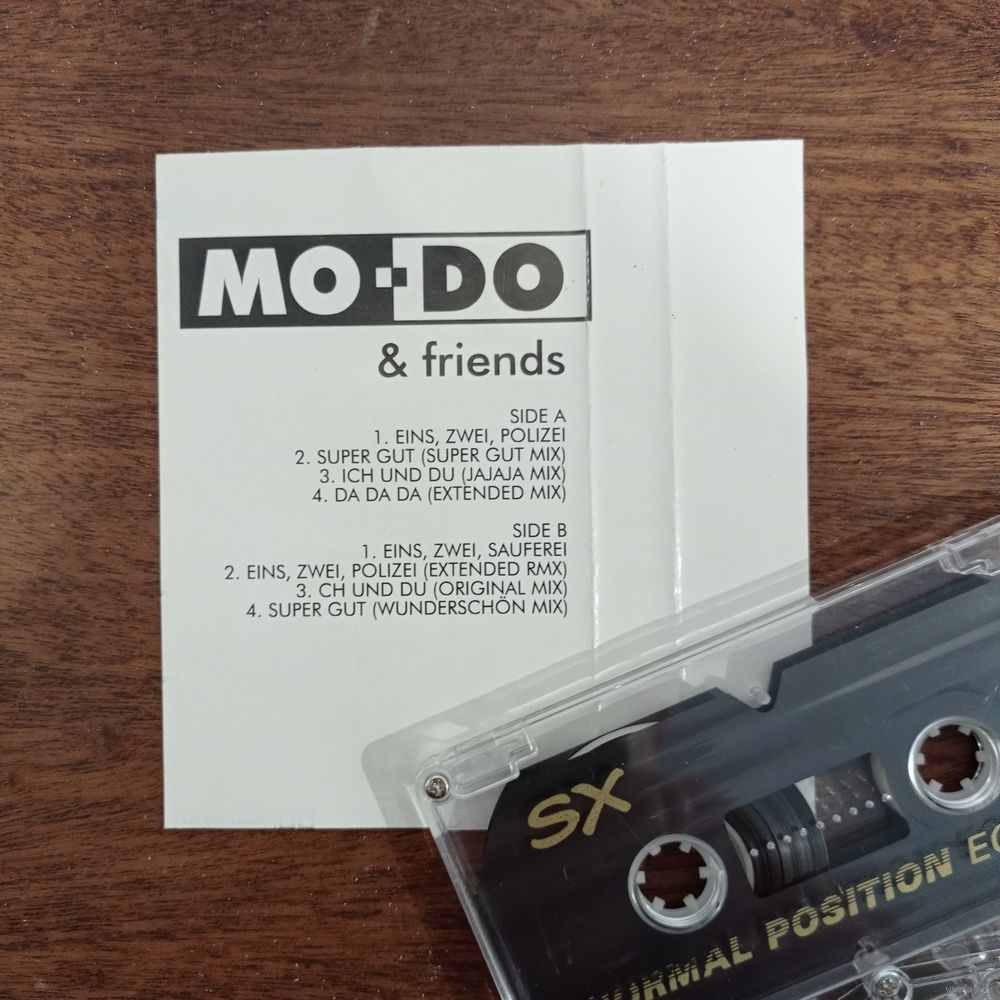 MO-DO
& friends
SIDE A
1. EINS, ZWEI, POLIZEI
2. SUPER GUT (SUPER GUT MIX)
3. ICH UND DU (JAJAJA MIX)
4. DA DA DA (EXTENDED MIX)
SIDE B
1. EINS, ZWEI, SAUFEREI
2. EINS, ZWEI, POLIZEI (EXTENDED RMX)
3. CH UND DU (ORIGINAL MIX)
4. SUPER GUT (WUNDERSCHÖN MIX)
SX
NORMAL POSITION